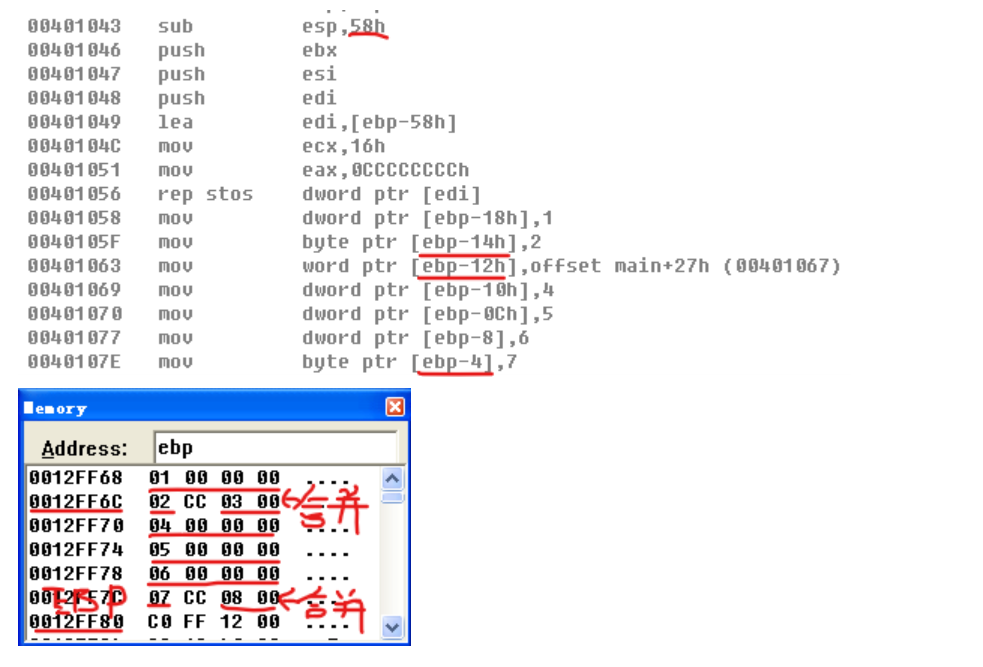 00401043 sub esp,58h
00401046 push ebx
00401047 push esi
00401048 push edi
00401049 lea edi,[ebp-58h]
0040104C mov ecx,16h
00401051 mov eax,0CCCCCCCCh
00401056 rep stos dword ptr [edi]
00401058 mov dword ptr [ebp-18h],1
0040105F mov byte ptr [ebp-14h],2
00401063 mov word ptr [ebp-12h],offset main+27h (00401067)
00401069 mov dword ptr [ebp-10h],4
00401070 mov dword ptr [ebp-0Ch],5
00401077 mov dword ptr [ebp-8],6
0040107E mov byte ptr [ebp-4],7
Memory
Address: ebp
0012FF68 01 00 00 00 ....
0012FF6C 02 CC 03 00 合并
0012FF70 04 00 00 00 ....
0012FF74 05 00 00 00 ....
0012FF78 06 00 00 00 ....
0012FF7C 07 CC 08 00 合并
EBP
0012FF80 C0 FF 12 00 ....